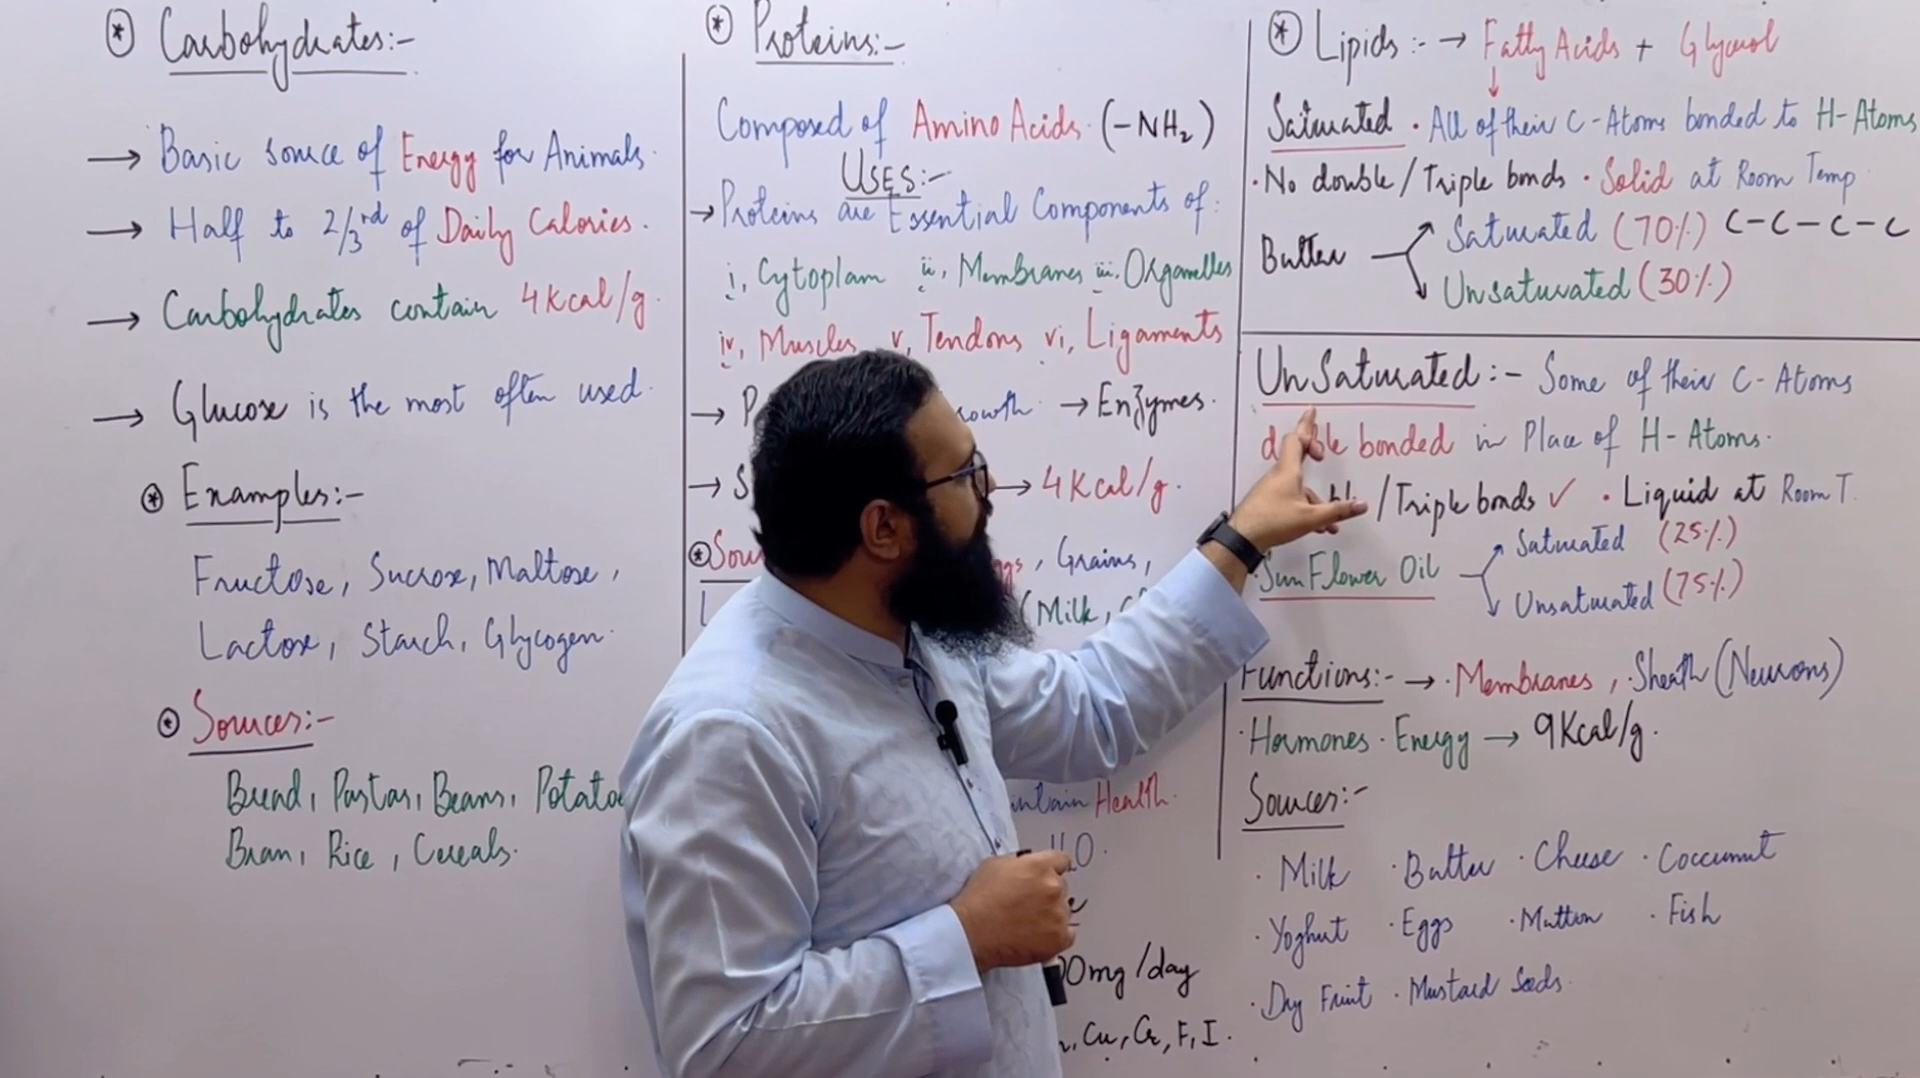 * Carbohydrates:-
→ Basic source of Energy for Animals.
→ Half to 2/3rd of Daily Calories.
→ Carbohydrates contain 4Kcal/g.
→ Glucose is the most often used.
* Examples:-
Fructose, Sucrose, Maltose,
Lactose, Starch, Glycogen.
* Sources:-
Bread, Pastas, Beans, Potato
Bran, Rice, Cereals.
* Proteins:-
Composed of Amino Acids (-NH2)
USES:-
→ Proteins are Essential Components of:
i, Cytoplam ii, Membranes iii, Organelles
iv, Muscles v, Tendons vi, Ligaments
→ Enzymes.
→ 4Kcal/g.
Grains,
(Milk,
Health.
mg/day
Cu, Cr, F, I.
* Lipids:- → Fatty Acids + Glycerol
Saturated · All of their C-Atoms bonded to H-Atoms
· No double/Triple bonds · Solid at Room Temp
Butter Saturated (70%) C-C-C-C
Unsaturated (30%)
UnSaturated:- Some of their C-Atoms
bonded in Place of H-Atoms.
/Triple bonds ✓ · Liquid at Room T.
SunFlower Oil Saturated (25%)
Unsaturated (75%)
Functions:- → · Membranes, · Sheath (Neurons)
· Hormones · Energy → 9Kcal/g.
Sources:-
· Milk · Butter · Cheese · Coccunut
· Yoghurt · Eggs · Mutton · Fish
· Dry Fruit · Mustard Seeds.